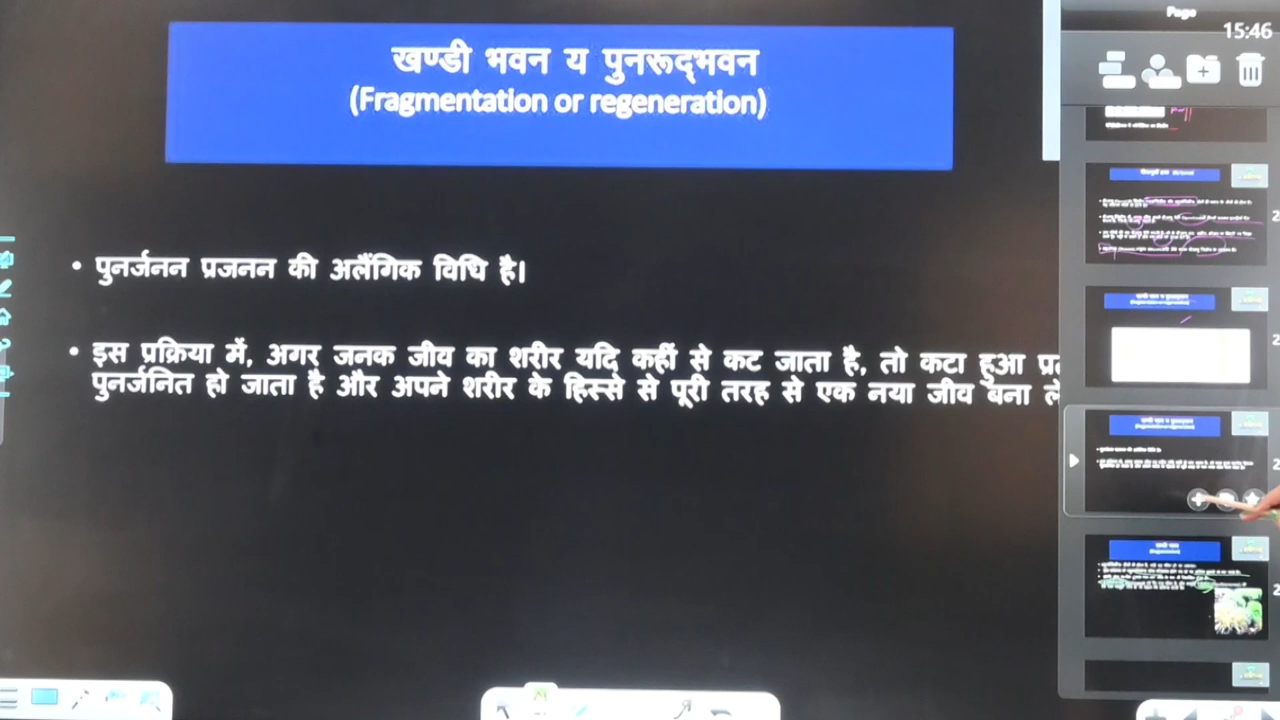 Page
15:46
खण्डी भवन य पुनरूद्भवन
(Fragmentation or regeneration)
• पुनर्जनन प्रजनन की अलैंगिक विधि है।
• इस प्रक्रिया में, अगर जनक जीव का शरीर यदि कहीं से कट जाता है, तो कटा हुआ
पुनर्जनित हो जाता है और अपने शरीर के हिस्से से पूरी तरह से एक नया जीव बना